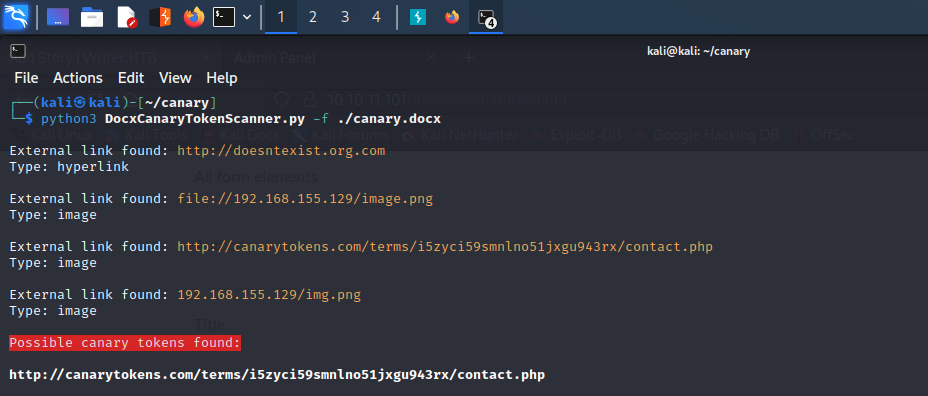 1 2 3 4
4
kali@kali: ~/canary
File Actions Edit View Help
┌──(kali㉿kali)-[~/canary]
└─$ python3 DocxCanaryTokenScanner.py -f ./canary.docx
External link found: http://doesntexist.org.com
Type: hyperlink
External link found: file://192.168.155.129/image.png
Type: image
External link found: http://canarytokens.com/terms/i5zyci59smnlno51jxgu943rx/contact.php
Type: image
External link found: 192.168.155.129/img.png
Type: image
Title
Possible canary tokens found:
http://canarytokens.com/terms/i5zyci59smnlno51jxgu943rx/contact.php